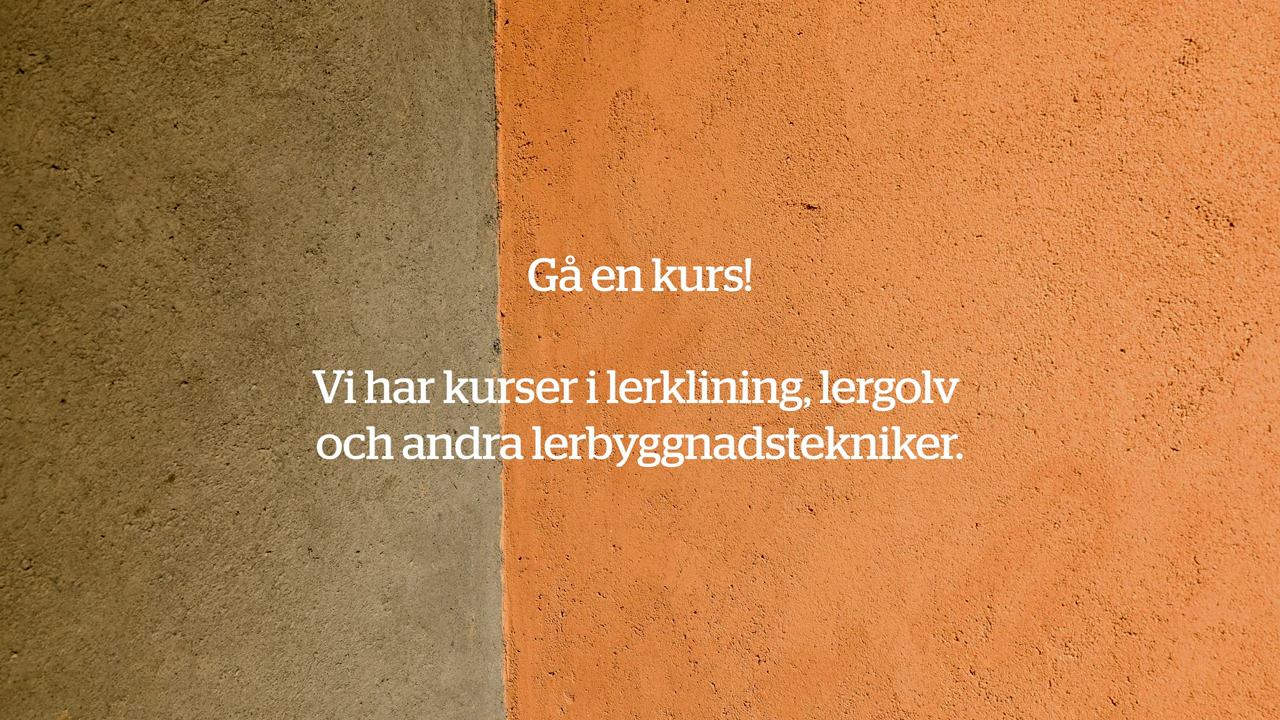 Gå en kurs!
Vi har kurser i lerklining, lergolv
och andra lerbyggnadstekniker.